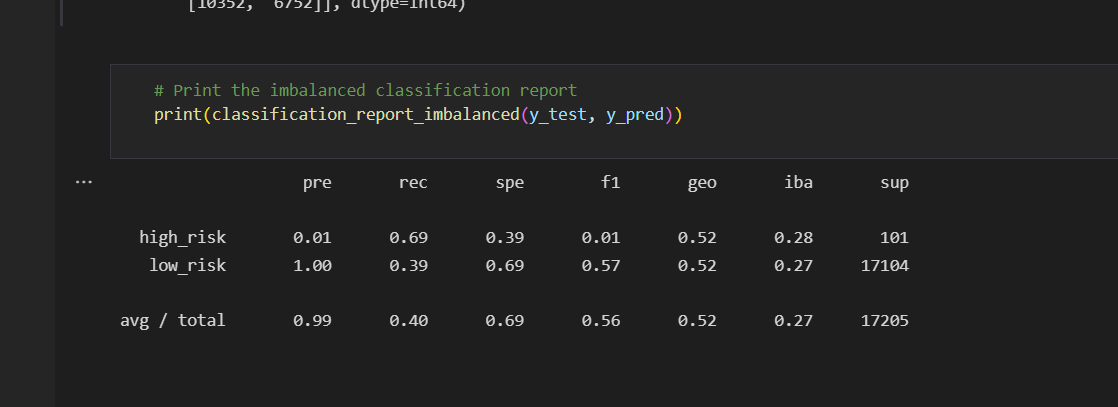 [10352, 6752]], dtype=int64)
# Print the imbalanced classification report
print(classification_report_imbalanced(y_test, y_pred))
...
pre rec spe f1 geo iba sup
high_risk 0.01 0.69 0.39 0.01 0.52 0.28 101
low_risk 1.00 0.39 0.69 0.57 0.52 0.27 17104
avg / total 0.99 0.40 0.69 0.56 0.52 0.27 17205